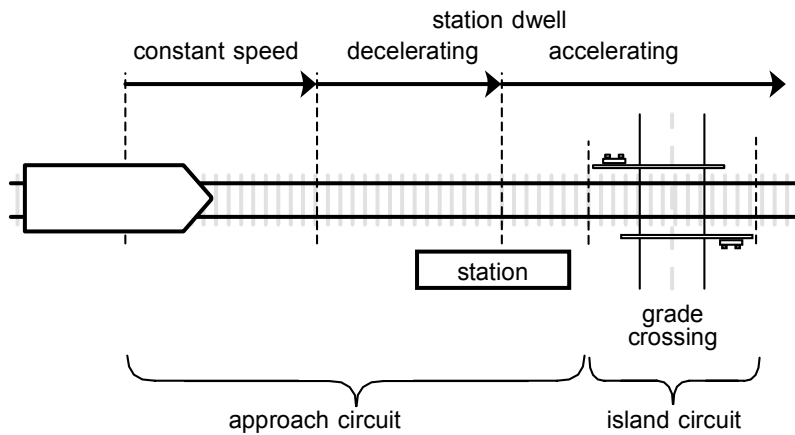 station dwell
constant speed decelerating accelerating
station
grade
crossing
approach circuit island circuit